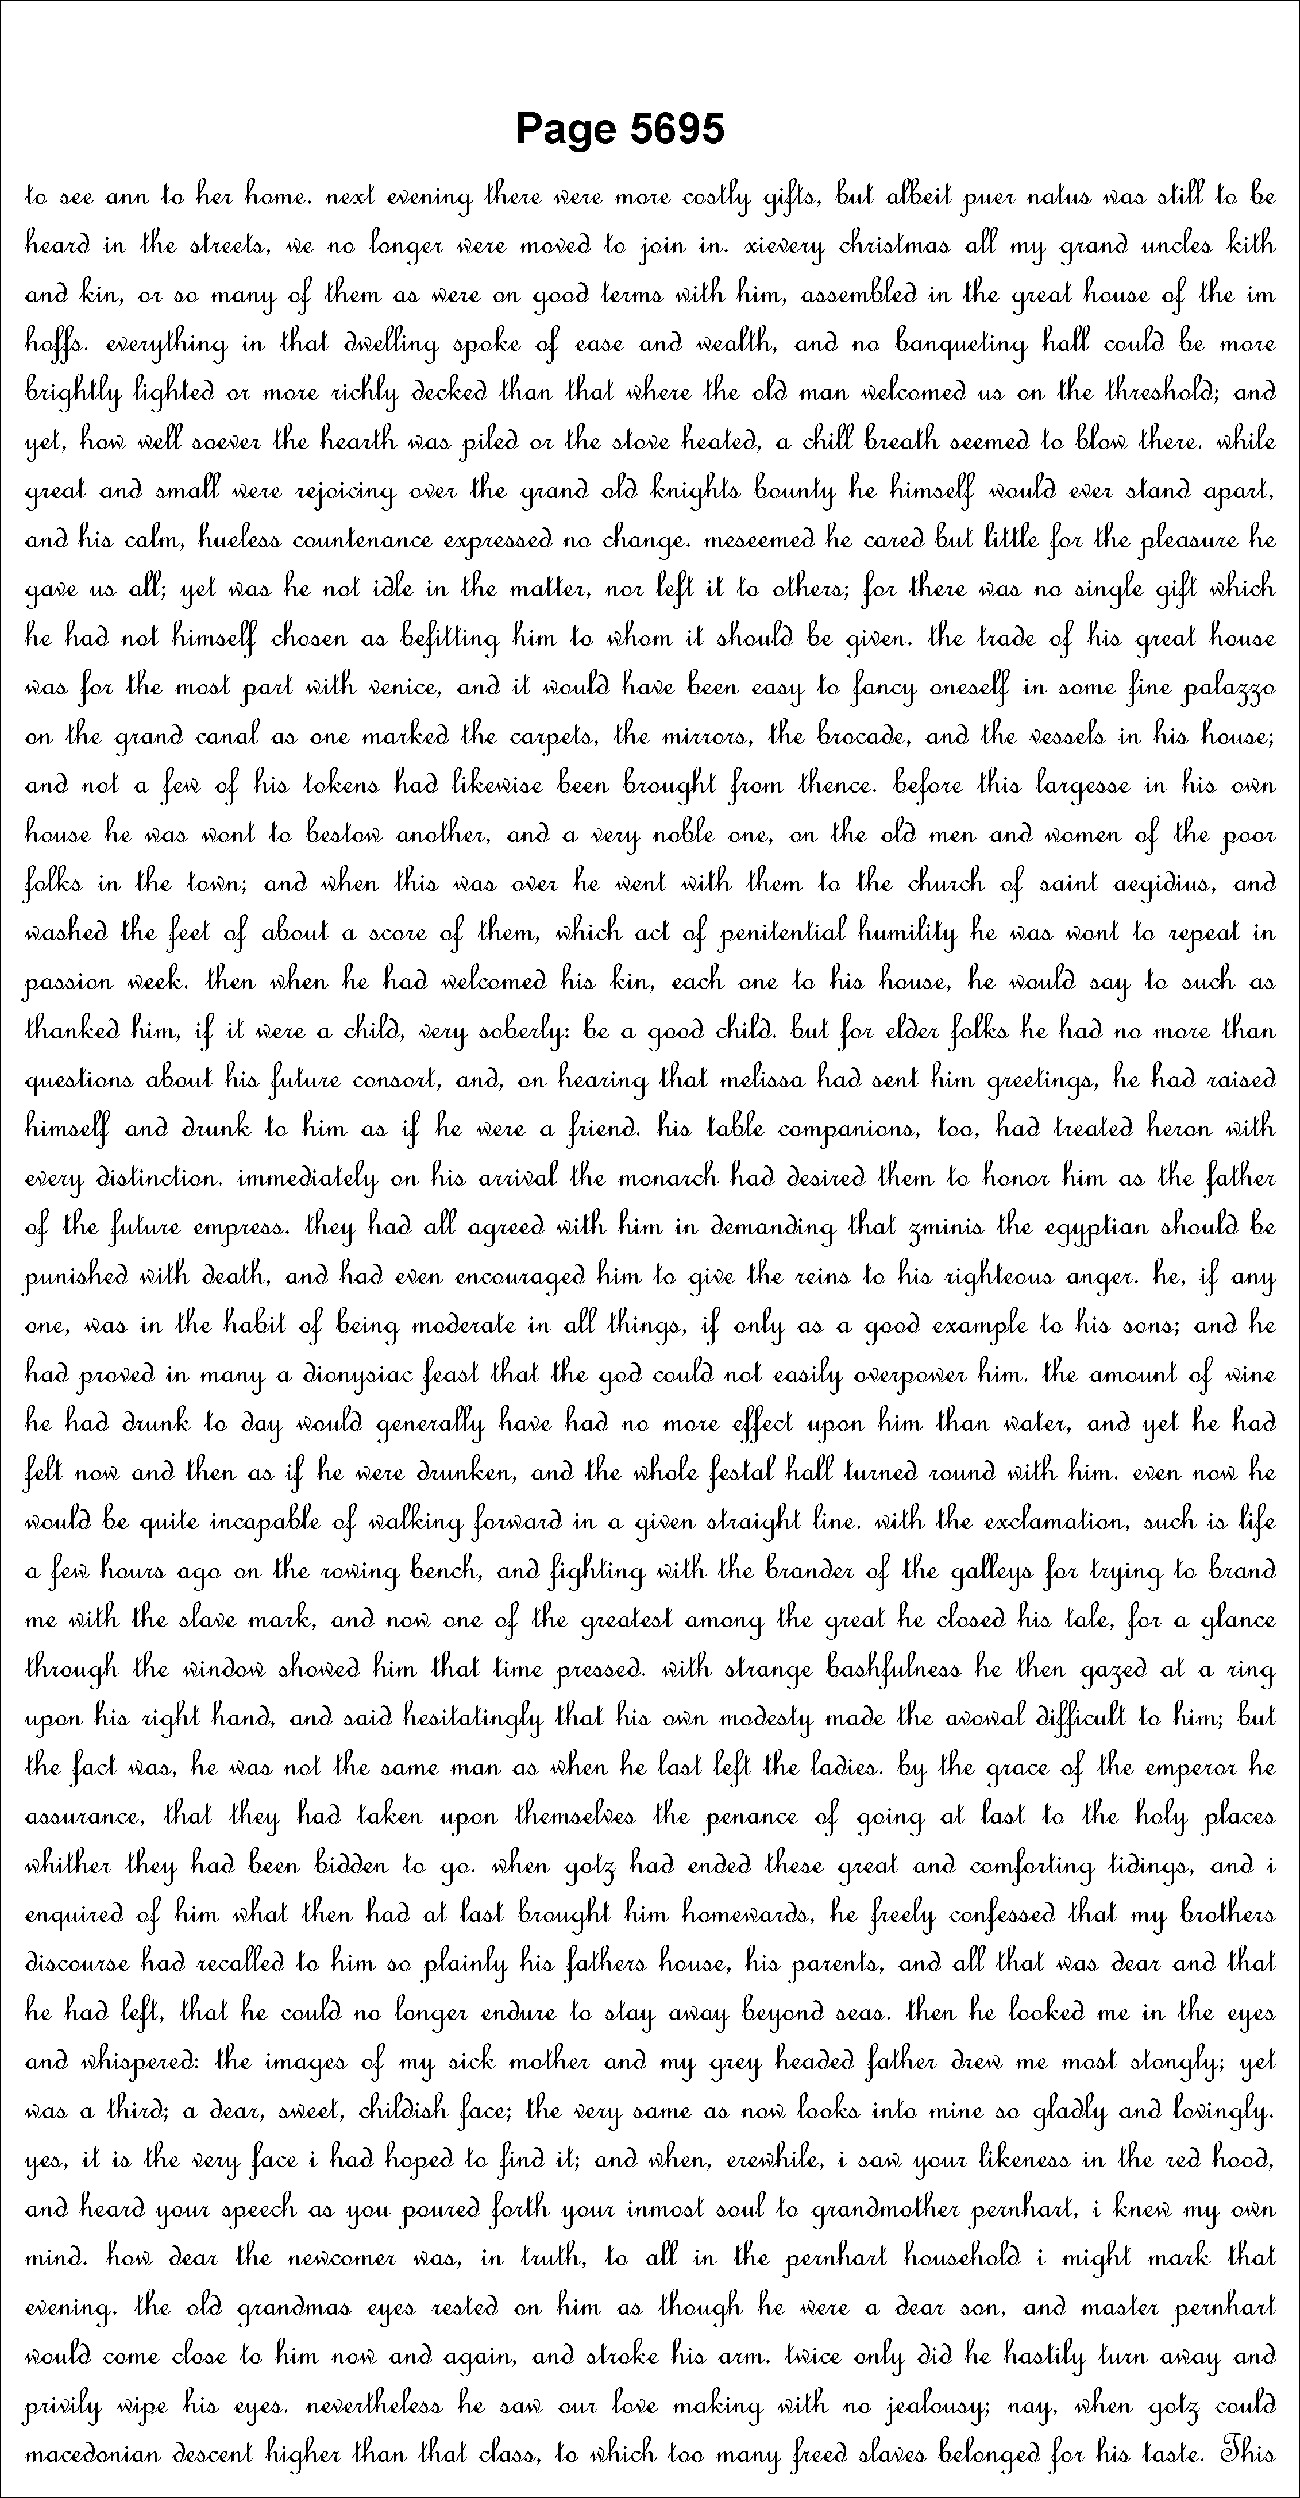 Page 5695
to see ann to her home. next evening there were more costly gifts, but albeit puer natus was still to be
heard in the streets, we no longer were moved to join in. xievery christmas all my grand uncles kith
and kin, or so many of them as were on good terms with him, assembled in the great house of the im
hoffs. everything in that dwelling spoke of ease and wealth, and no banqueting hall could be more
brightly lighted or more richly decked than that where the old man welcomed us on the threshold; and
yet, how well soever the hearth was piled or the stove heated, a chill breath seemed to blow there. while
great and small were rejoicing over the grand old knights bounty he himself would ever stand apart,
and his calm, hueless countenance expressed no change. meseemed he cared but little for the pleasure he
gave us all; yet was he not idle in the matter, nor left it to others; for there was no single gift which
he had not himself chosen as befitting him to whom it should be given. the trade of his great house
was for the most part with venice, and it would have been easy to fancy oneself in some fine palazzo
on the grand canal as one marked the carpets, the mirrors, the brocade, and the vessels in his house;
and not a few of his tokens had likewise been brought from thence. before this largesse in his own
house he was wont to bestow another, and a very noble one, on the old men and women of the poor
folks in the town; and when this was over he went with them to the church of saint aegidius, and
washed the feet of about a score of them, which act of penitential humility he was wont to repeat in
passion week. then when he had welcomed his kin, each one to his house, he would say to such as
thanked him, if it were a child, very soberly: be a good child. but for elder folks he had no more than
questions about his future consort, and, on hearing that melissa had sent him greetings, he had raised
himself and drunk to him as if he were a friend. his table companions, too, had treated heron with
every distinction. immediately on his arrival the monarch had desired them to honor him as the father
of the future empress. they had all agreed with him in demanding that zminis the egyptian should be
punished with death, and had even encouraged him to give the reins to his righteous anger. he, if any
one, was in the habit of being moderate in all things, if only as a good example to his sons; and he
had proved in many a dionysiac feast that the god could not easily overpower him. the amount of wine
he had drunk to day would generally have had no more effect upon him than water, and yet he had
felt now and then as if he were drunken, and the whole festal hall turned round with him. even now he
would be quite incapable of walking forward in a given straight line. with the exclamation, such is life
a few hours ago on the rowing bench, and fighting with the brander of the galleys for trying to brand
me with the slave mark, and now one of the greatest among the great he closed his tale, for a glance
through the window showed him that time pressed. with strange bashfulness he then gazed at a ring
upon his right hand, and said hesitatingly that his own modesty made the avowal difficult to him; but
the fact was, he was not the same man as when he last left the ladies. by the grace of the emperor he
assurance, that they had taken upon themselves the penance of going at last to the holy places
whither they had been bidden to go. when gotz had ended these great and comforting tidings, and i
enquired of him what then had at last brought him homewards, he freely confessed that my brothers
discourse had recalled to him so plainly his fathers house, his parents, and all that was dear and that
he had left, that he could no longer endure to stay away beyond seas. then he looked me in the eyes
and whispered: the images of my sick mother and my grey headed father drew me most stongly; yet
was a third; a dear, sweet, childish face; the very same as now looks into mine so gladly and lovingly.
yes, it is the very face i had hoped to find it; and when, erewhile, i saw your likeness in the red hood,
and heard your speech as you poured forth your inmost soul to grandmother pernhart, i knew my own
mind. how dear the newcomer was, in truth, to all in the pernhart household i might mark that
evening. the old grandmas eyes rested on him as though he were a dear son, and master pernhart
would come close to him now and again, and stroke his arm. twice only did he hastily turn away and
privily wipe his eyes. nevertheless he saw our love making with no jealousy; nay, when gotz could
macedonian descent higher than that class, to which too many freed slaves belonged for his taste. This